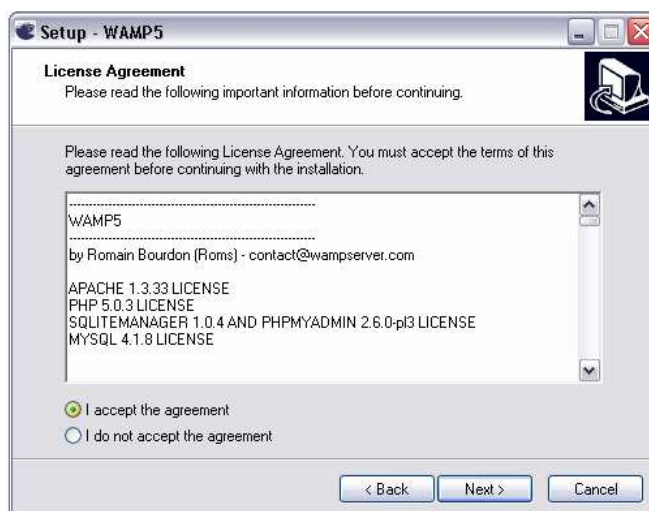 Setup - WAMP5
License Agreement
Please read the following important information before continuing.
Please read the following License Agreement. You must accept the terms of this
agreement before continuing with the installation.
------------------------------------------------------------
WAMP5
------------------------------------------------------------
by Romain Bourdon (Roms) - contact@wampserver.com
APACHE 1.3.33 LICENSE
PHP 5.0.3 LICENSE
SQLITEMANAGER 1.0.4 AND PHPMYADMIN 2.6.0-pl3 LICENSE
MYSQL 4.1.8 LICENSE
I accept the agreement
I do not accept the agreement
< Back Next > Cancel